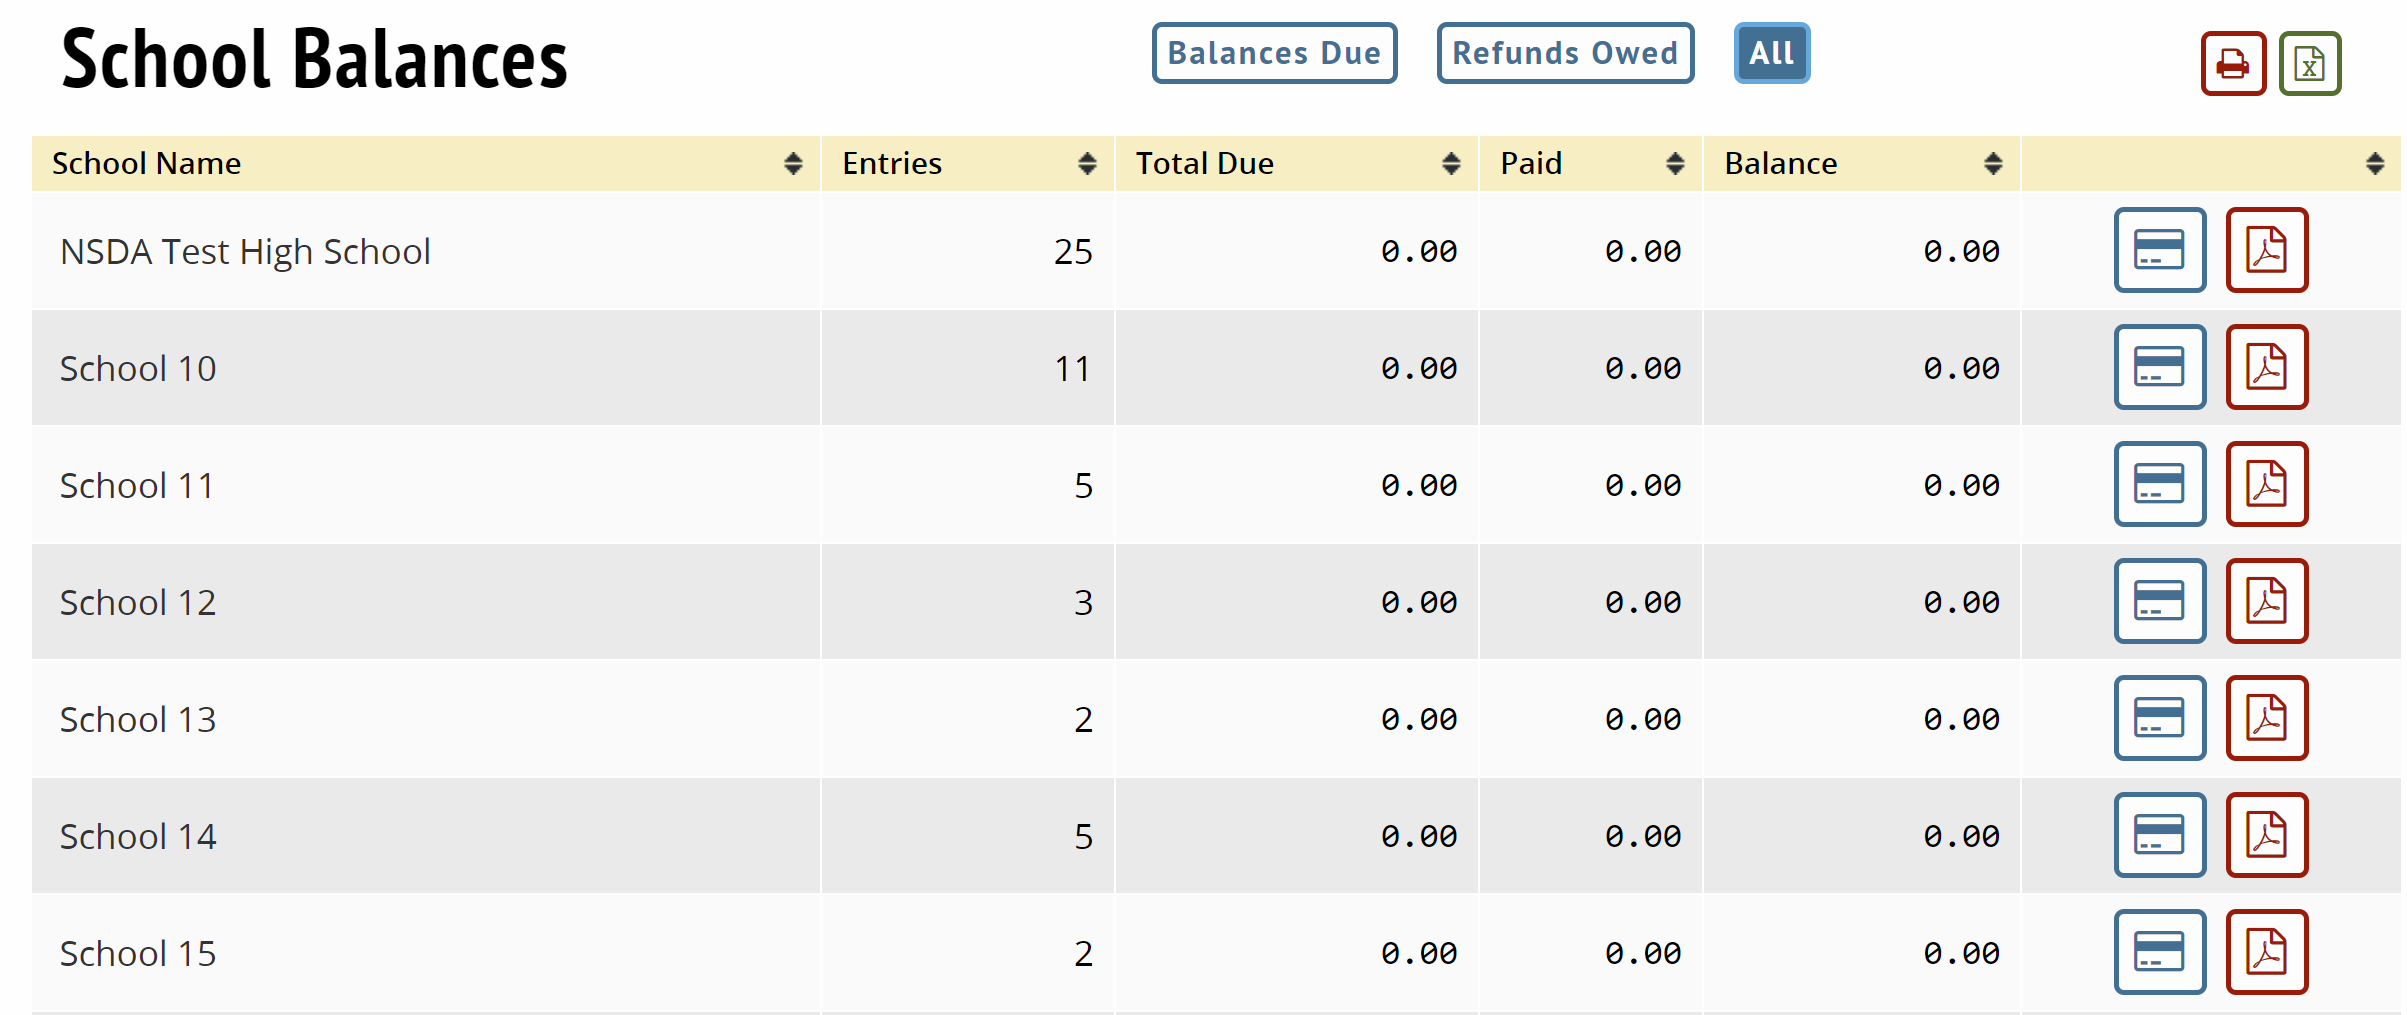 School Balances
Balances Due Refunds Owed All
School Name Entries Total Due Paid Balance
NSDA Test High School 25 0.00 0.00 0.00
School 10 11 0.00 0.00 0.00
School 11 5 0.00 0.00 0.00
School 12 3 0.00 0.00 0.00
School 13 2 0.00 0.00 0.00
School 14 5 0.00 0.00 0.00
School 15 2 0.00 0.00 0.00